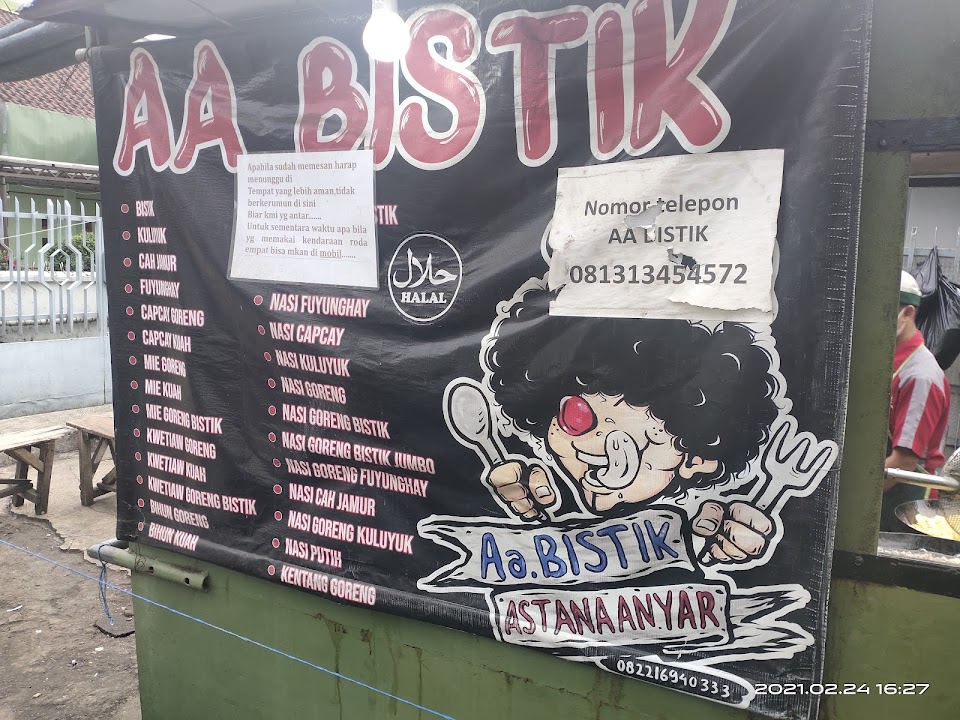 AA BISTIK
Apabila sudah memesan harap
menunggu di
Tempat yang lebih aman,tidak
berkerumun di sini
Biar kmi yg antar......
Untuk sementara waktu apa bila
yg memakai kendaraan roda
empat bisa mkan di mobil......
Nomor telepon
AA BISTIK
081313454572
BISTIK
KULUYUK
CAH JMUR
FUYUNGHAY
CAPCAY GORENG
CAPCAY KUAH
MIE GORENG
MIE KUAH
MIE GORENG BISTIK
KWETIAW GORENG
KWETIAW KUAH
KWETIAW GORENG BISTIK
BIHUN GORENG
BIHUN KUAH
STIK
NASI FUYUNGHAY
NASI CAPCAY
NASI KULUYUK
NASI GORENG
NASI GORENG BISTIK
NASI GORENG BISTIK JUMBO
NASI GORENG FUYUNGHAY
NASI CAH JAMUR
NASI GORENG KULUYUK
NASI PUTIH
KENTANG GORENG
حلال
HALAL
Aa.BISTIK
ASTANAANYAR
082216940333
2021.02.24 16:27